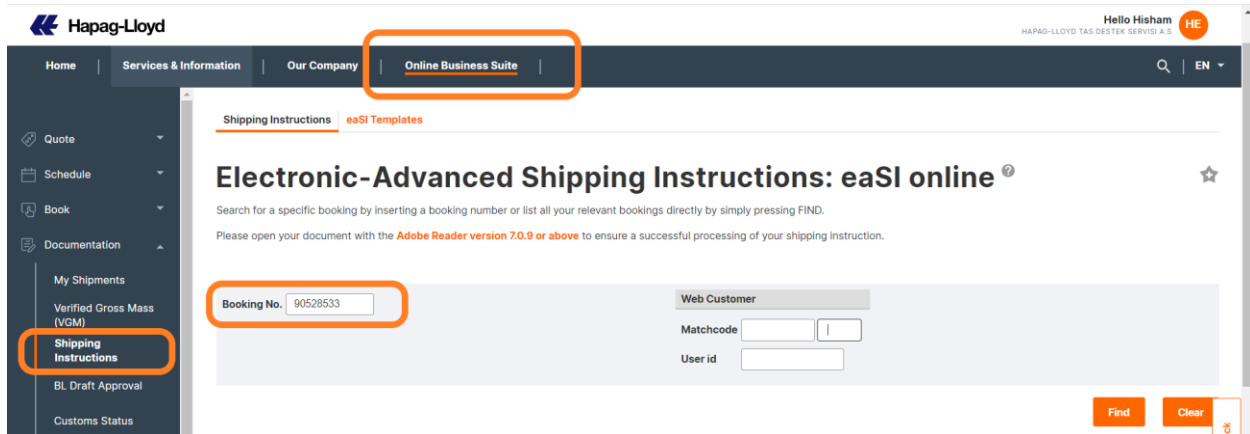 Hapag-Lloyd
Hello Hisham
HAPAG-LLOYD TAS.DESTEK SERVISI A.S
HE
Home | Services & Information | Our Company | Online Business Suite |
EN
Quote
Schedule
Book
Documentation
My Shipments
Verified Gross Mass
(VGM)
Shipping
Instructions
BL Draft Approval
Customs Status
Shipping Instructions eaSI Templates
Electronic-Advanced Shipping Instructions: eaSI online
Search for a specific booking by inserting a booking number or list all your relevant bookings directly by simply pressing FIND.
Please open your document with the Adobe Reader version 7.0.9 or above to ensure a successful processing of your shipping instruction.
Booking No. 90528533
Web Customer
Matchcode
User id
Find Clear